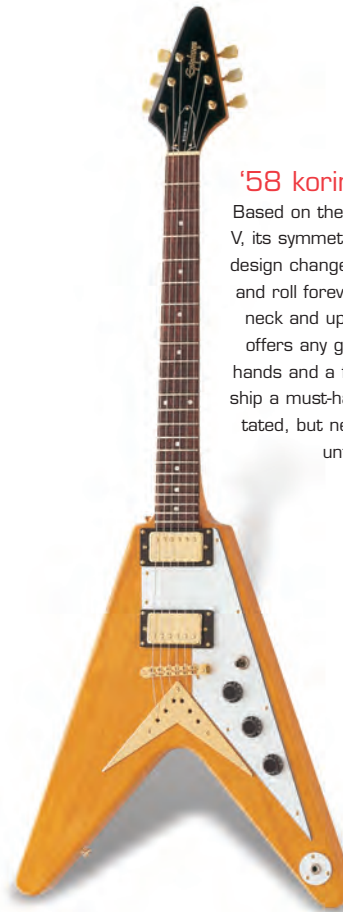 Epiphone
'58 korin
Based on the
V, its symmet
design change
and roll forev
neck and up
offers any g
hands and a
ship a must-ha
tated, but ne
un